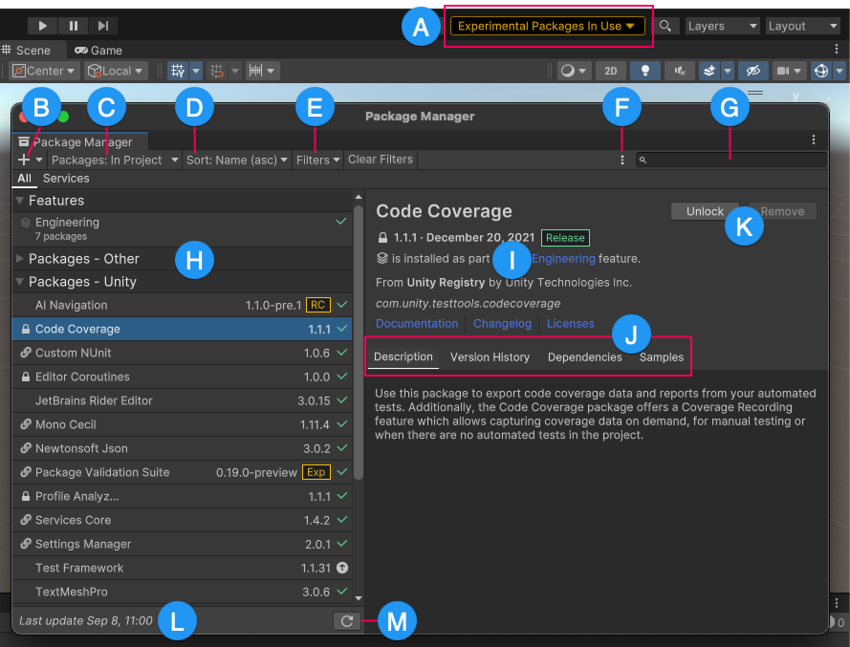 A
Experimental Packages In Use
Layers
Layout
Scene
Game
Center
Local
2D
B
C
D
E
F
G
y
Package Manager
Package Manager
Packages: In Project
Sort: Name (asc)
Filters
Clear Filters
All
Services
Features
Engineering
7 packages
H
Packages - Other
Packages - Unity
AI Navigation 1.1.0-pre.1 RC
Code Coverage 1.1.1
Custom NUnit 1.0.6
Editor Coroutines 1.0.0
JetBrains Rider Editor 3.0.15
Mono Cecil 1.11.4
Newtonsoft Json 3.0.2
Package Validation Suite 0.19.0-preview Exp
Profile Analyz... 1.1.1
Services Core 1.4.2
Settings Manager 2.0.1
Test Framework 1.1.31
TextMeshPro 3.0.6
Last update Sep 8, 11:00
L
M
Code Coverage
Unlock
Remove
K
1.1.1 · December 20, 2021 Release
is installed as part
I
Engineering feature.
From Unity Registry by Unity Technologies Inc.
com.unity.testtools.codecoverage
Documentation
Changelog
Licenses
J
Description
Version History
Dependencies
Samples
Use this package to export code coverage data and reports from your automated
tests. Additionally, the Code Coverage package offers a Coverage Recording
feature which allows capturing coverage data on demand, for manual testing or
when there are no automated tests in the project.
0